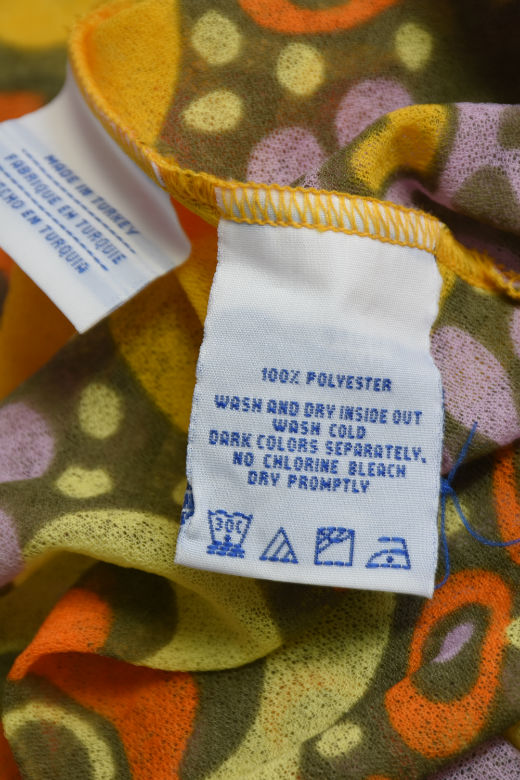 MADE IN TURKEY
FABRIQUE EN TURQUIE
ECHO EN TURQUIA
100% POLYESTER
WASH AND DRY INSIDE OUT
WASH COLD
DARK COLORS SEPARATELY.
NO CHLORINE BLEACH
DRY PROMPTLY
30C